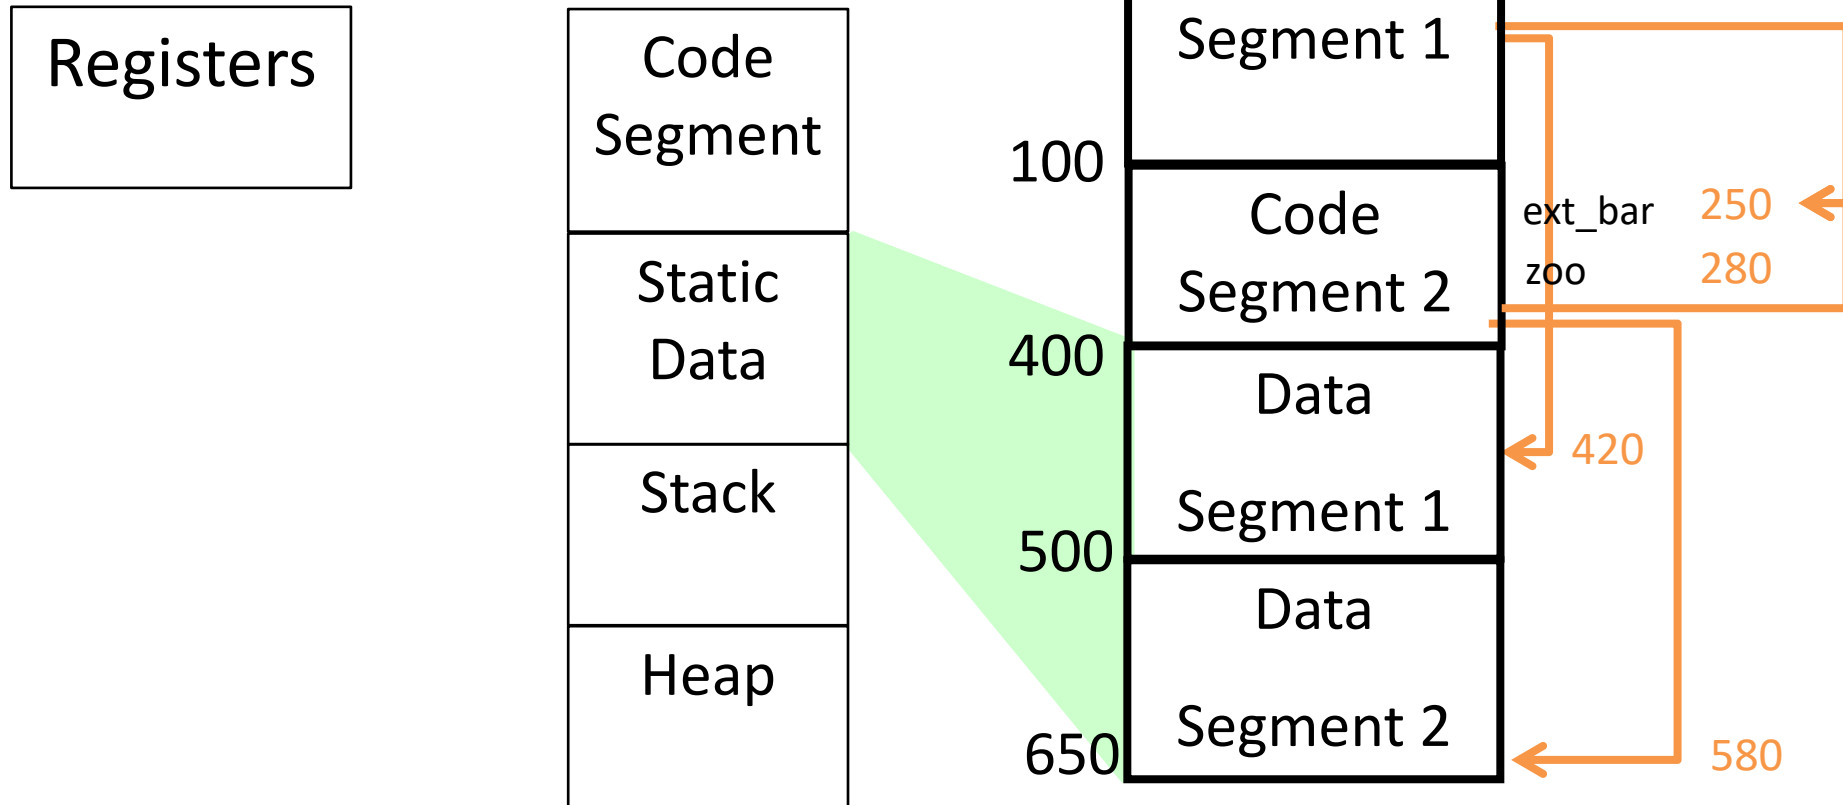 Registers
Code
Segment
Static
Data
Stack
Heap
Segment 1
100
Code
Segment 2
ext_bar 250
zoo 280
400
Data
Segment 1
420
500
Data
Segment 2
650
580